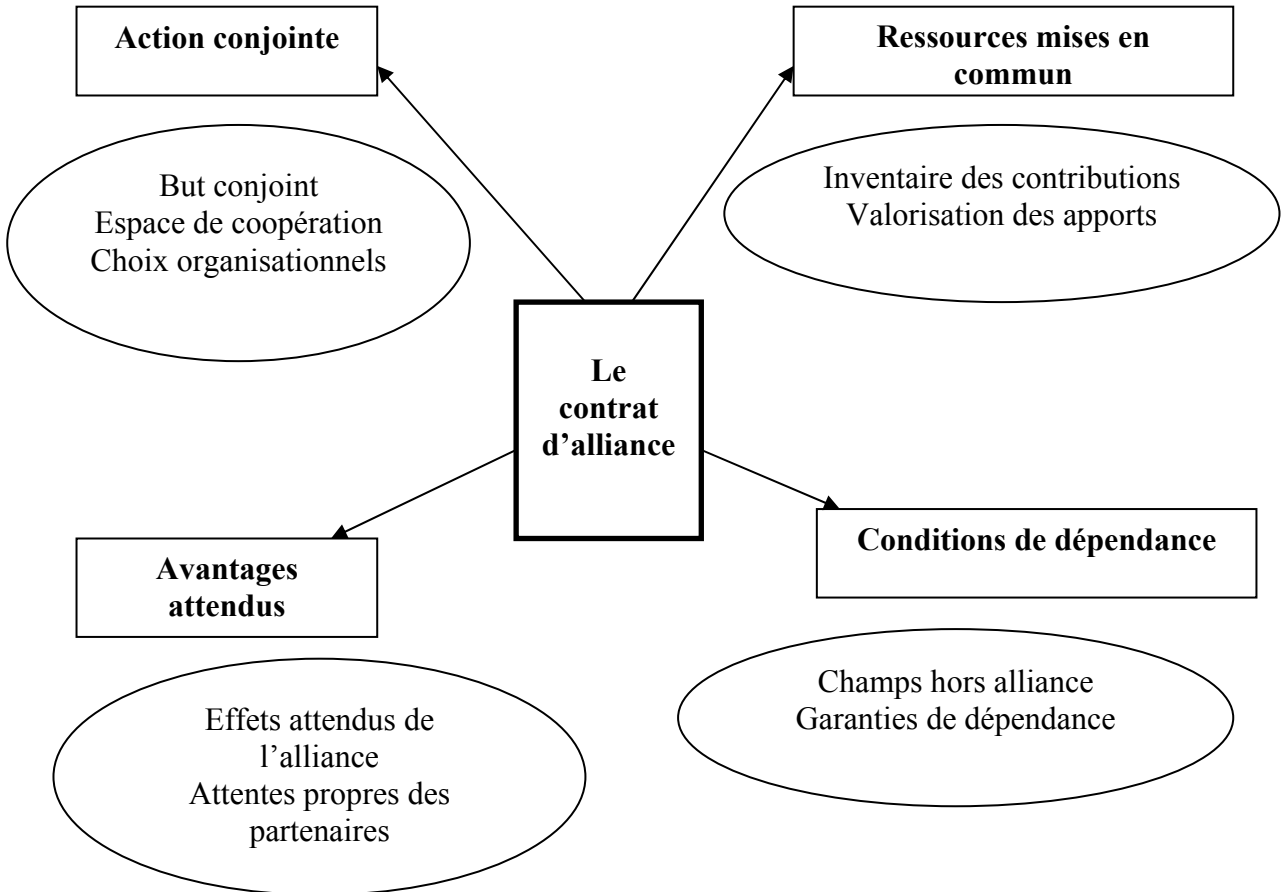 Action conjointe
Ressources mises en
commun
But conjoint
Espace de coopération
Choix organisationnels
Inventaire des contributions
Valorisation des apports
Le
contrat
d’alliance
Avantages
attendus
Conditions de dépendance
Effets attendus de
l’alliance
Attentes propres des
partenaires
Champs hors alliance
Garanties de dépendance